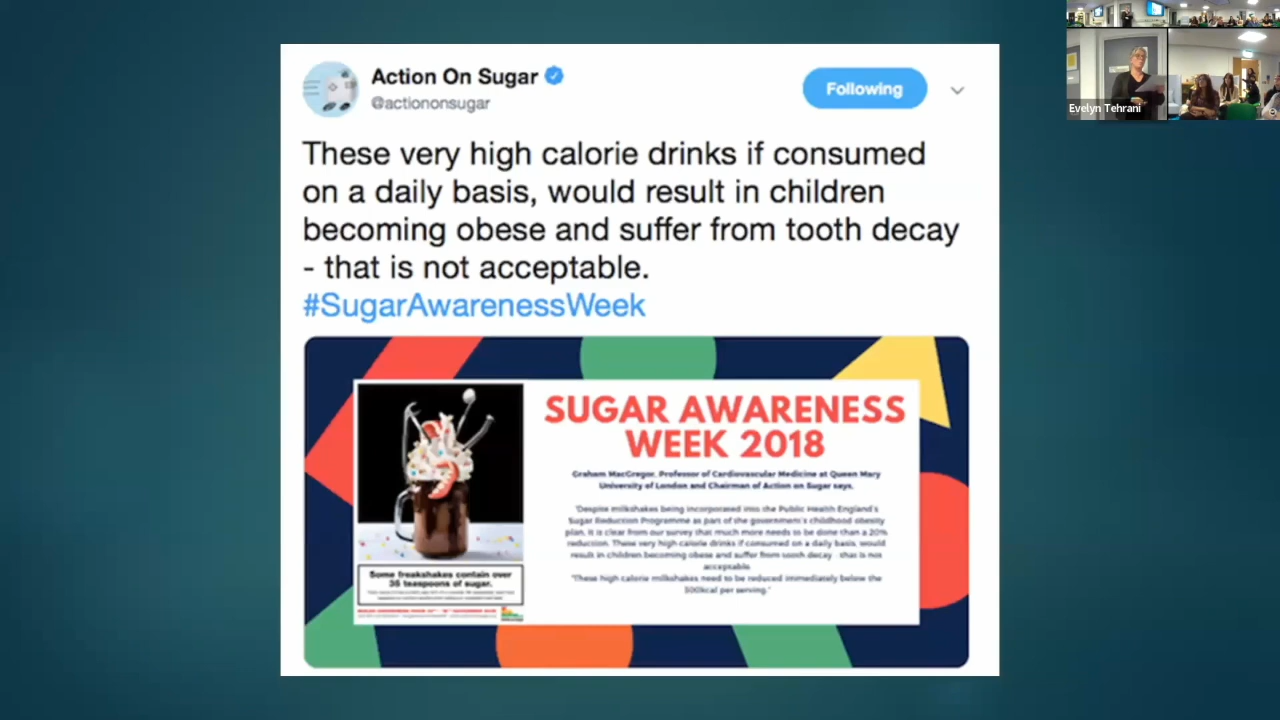 Action On Sugar
@actiononsugar
Following
These very high calorie drinks if consumed
on a daily basis, would result in children
becoming obese and suffer from tooth decay
- that is not acceptable.
#SugarAwarenessWeek
SUGAR AWARENESS
WEEK 2018
Graham MacGregor, Professor of Cardiovascular Medicine at Queen Mary
University of London and Chairman of Action on Sugar says,
"Despite milkshakes being incorporated into the Public Health England's
Sugar Reduction Programme as part of the government's childhood obesity
plan, it is clear from our survey that much more needs to be done than a 20%
reduction. These very high calorie drinks if consumed on a daily basis, would
result in children becoming obese and suffer from tooth decay - that is not
acceptable.
"These high calorie milkshakes need to be reduced immediately below the
300kcal per serving."
Some freakshakes contain over
35 teaspoons of sugar.
Evelyn Tehrani